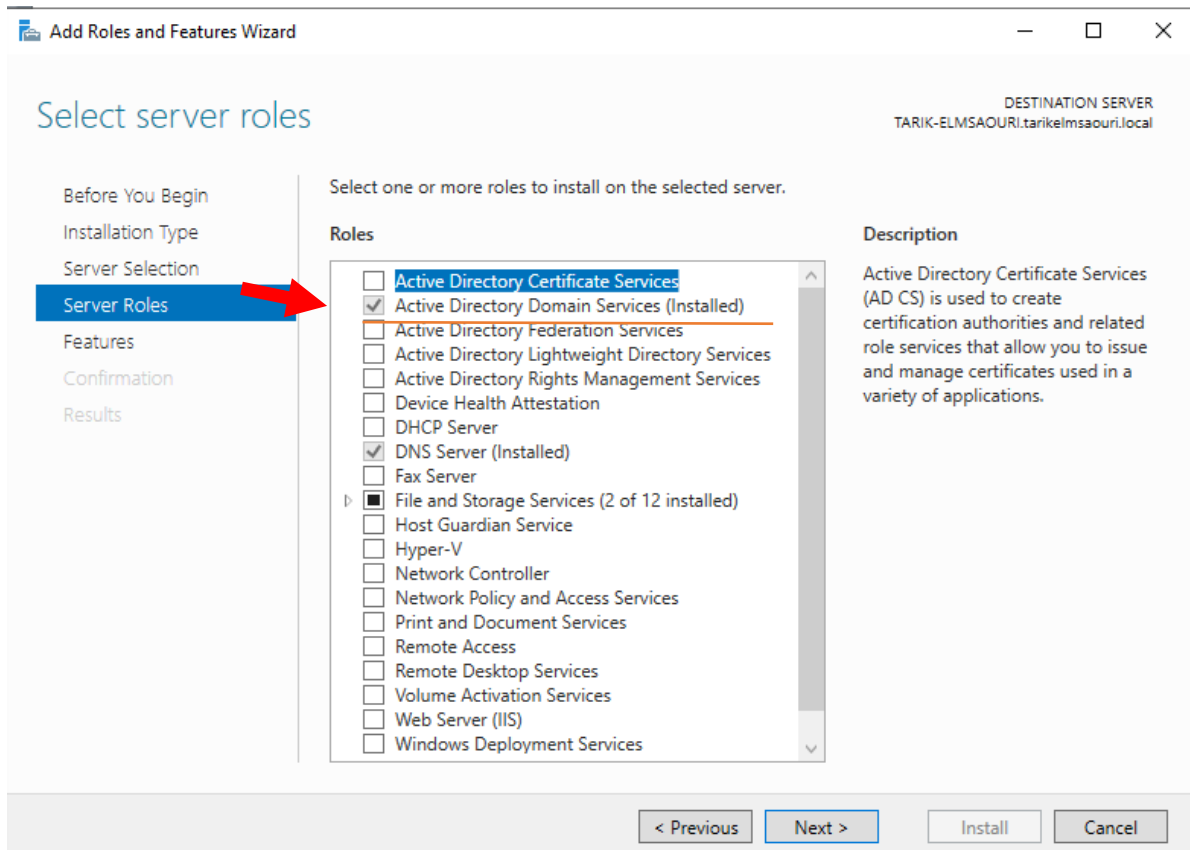 Add Roles and Features Wizard
Select server roles
DESTINATION SERVER
TARIK-ELMSAOURI.tarikelmsaouri.local
Before You Begin
Installation Type
Server Selection
Server Roles
Features
Confirmation
Results
Select one or more roles to install on the selected server.
Roles
Active Directory Certificate Services
Active Directory Domain Services (Installed)
Active Directory Federation Services
Active Directory Lightweight Directory Services
Active Directory Rights Management Services
Device Health Attestation
DHCP Server
DNS Server (Installed)
Fax Server
File and Storage Services (2 of 12 installed)
Host Guardian Service
Hyper-V
Network Controller
Network Policy and Access Services
Print and Document Services
Remote Access
Remote Desktop Services
Volume Activation Services
Web Server (IIS)
Windows Deployment Services
Description
Active Directory Certificate Services
(AD CS) is used to create
certification authorities and related
role services that allow you to issue
and manage certificates used in a
variety of applications.
< Previous
Next >
Install
Cancel